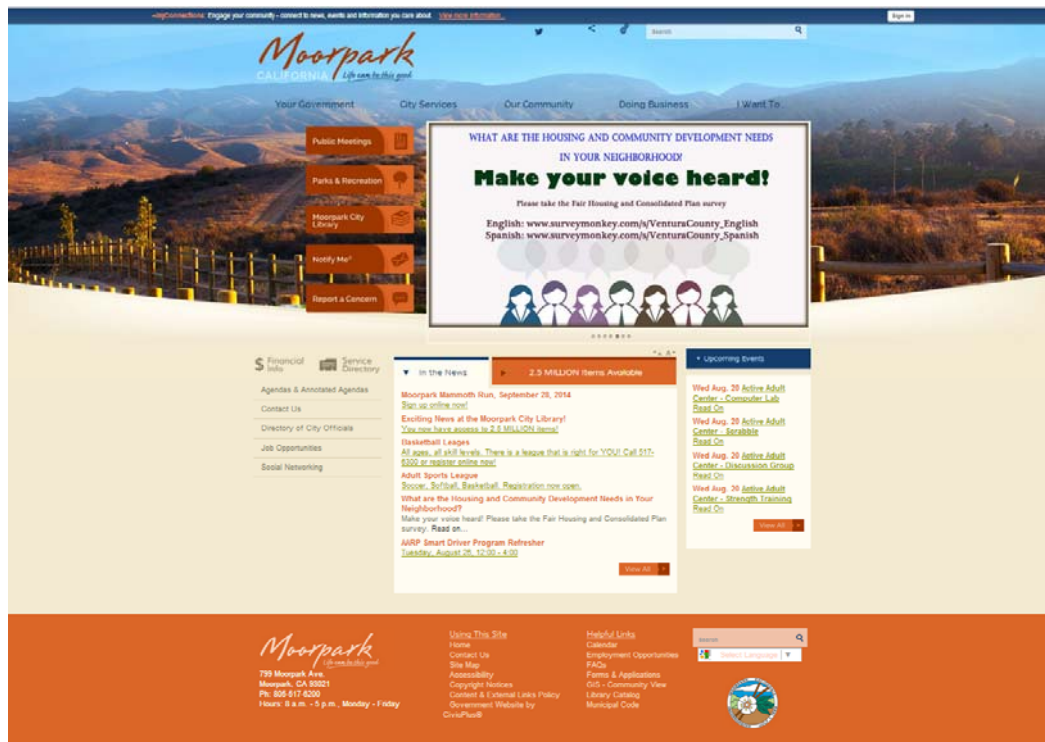 myConnections: Engage your community - connect to news, events and information you care about. View more information...
Sign In
Moorpark
CALIFORNIA Life can be this good
Search
Your Government City Services Our Community Doing Business I Want To...
Public Meetings
Parks & Recreation
Moorpark City
Library
Notify Me®
Report a Concern
WHAT ARE THE HOUSING AND COMMUNITY DEVELOPMENT NEEDS
IN YOUR NEIGHBORHOOD?
Make your voice heard!
Please take the Fair Housing and Consolidated Plan survey
English: www.surveymonkey.com/s/VenturaCounty_English
Spanish: www.surveymonkey.com/s/VenturaCounty_Spanish
Financial
Info
Service
Directory
Agendas & Annotated Agendas
Contact Us
Directory of City Officials
Job Opportunities
Social Networking
In the News
2.5 MILLION Items Available
Moorpark Mammoth Run, September 28, 2014
Sign up online now!
Exciting News at the Moorpark City Library!
You now have access to 2.5 MILLION items!
Basketball Leages
All ages, all skill levels. There is a league that is right for YOU! Call 517-
6300 or register online now!
Adult Sports League
Soccer, Softball, Basketball. Registration now open.
What are the Housing and Community Development Needs in Your
Neighborhood?
Make your voice heard! Please take the Fair Housing and Consolidated Plan
survey. Read on...
AARP Smart Driver Program Refresher
Tuesday, August 26, 12:00 - 4:00
View All
Upcoming Events
Wed Aug. 20 Active Adult
Center - Computer Lab
Read On
Wed Aug. 20 Active Adult
Center - Scrabble
Read On
Wed Aug. 20 Active Adult
Center - Discussion Group
Read On
Wed Aug. 20 Active Adult
Center - Strength Training
Read On
View All
Moorpark
Life can be this good
799 Moorpark Ave.
Moorpark, CA 93021
Ph: 805-517-6200
Hours: 8 a.m. - 5 p.m., Monday - Friday
Using This Site
Home
Contact Us
Site Map
Accessibility
Copyright Notices
Content & External Links Policy
Government Website by
CivicPlus®
Helpful Links
Calendar
Employment Opportunities
FAQs
Forms & Applications
GIS - Community View
Library Catalog
Municipal Code
Search
Select Language